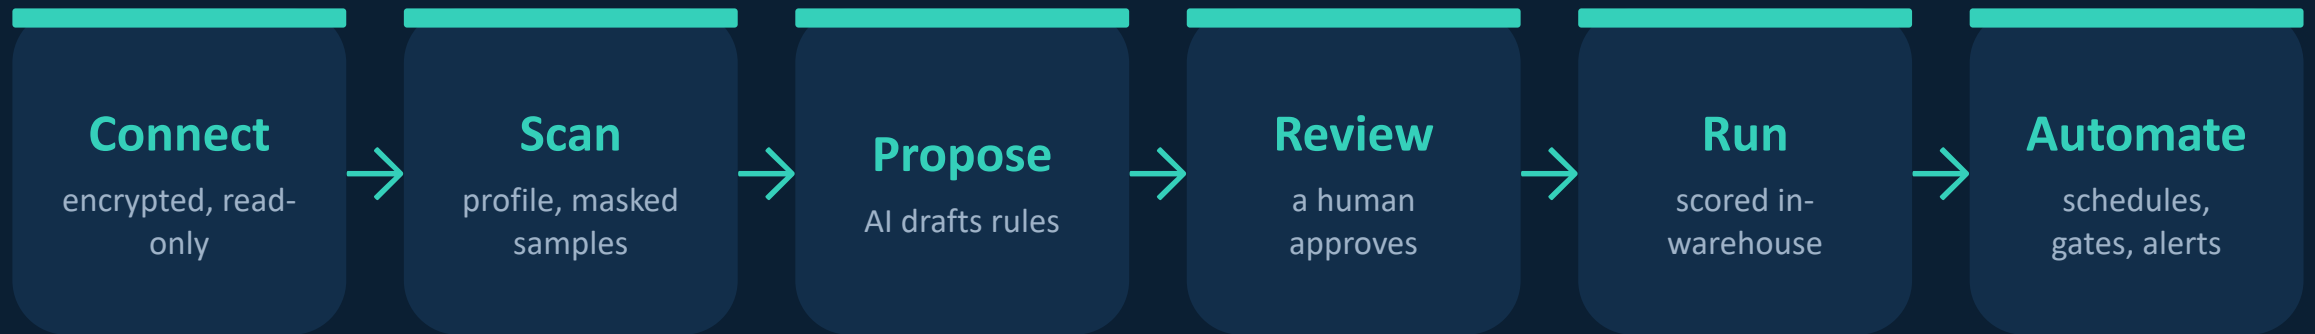 Connect
encrypted, read-
only
Scan
profile, masked
samples
Propose
AI drafts rules
Review
a human
approves
Run
scored in-
warehouse
Automate
schedules,
gates, alerts